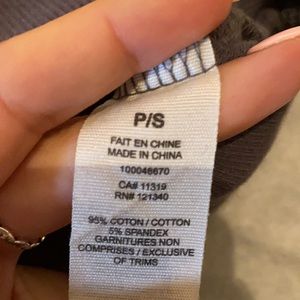 P/S
FAIT EN CHINE
MADE IN CHINA
100046670
CA# 11319
RN# 121340
95% COTON / COTTON
5% SPANDEX
GARNITURES NON
COMPRISES / EXCLUSIVE
OF TRIMS